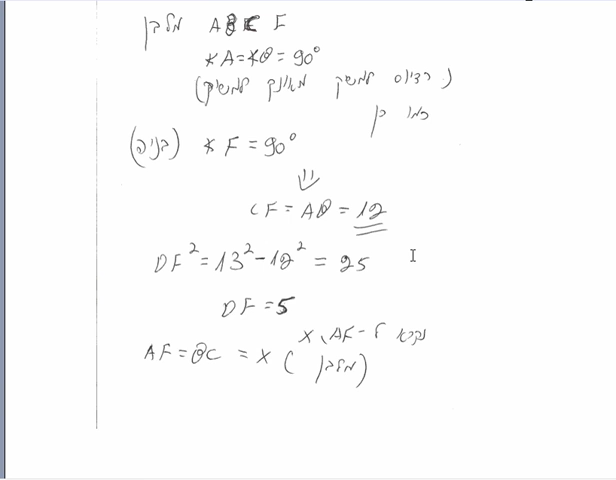 מלבן ABCF
∢A=∢B=90°
(רדיוס למשק מאונך למשיק)
כמו כן
∢F=90° (בניה)
⇓
CF=AB=12
DF²=13²-12²=25
DF=5
נקרא ל-AF, X
AF=BC=X (מלבן)